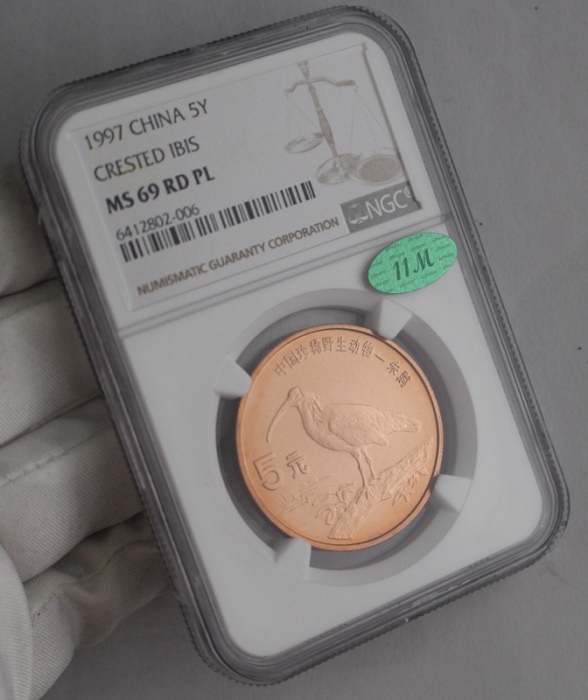 1997 CHINA 5Y
CRESTED IBIS
MS 69 RD PL
6412802-006
NGC
NUMISMATIC GUARANTY CORPORATION
11M
中国珍稀野生动物—朱鹮
5元